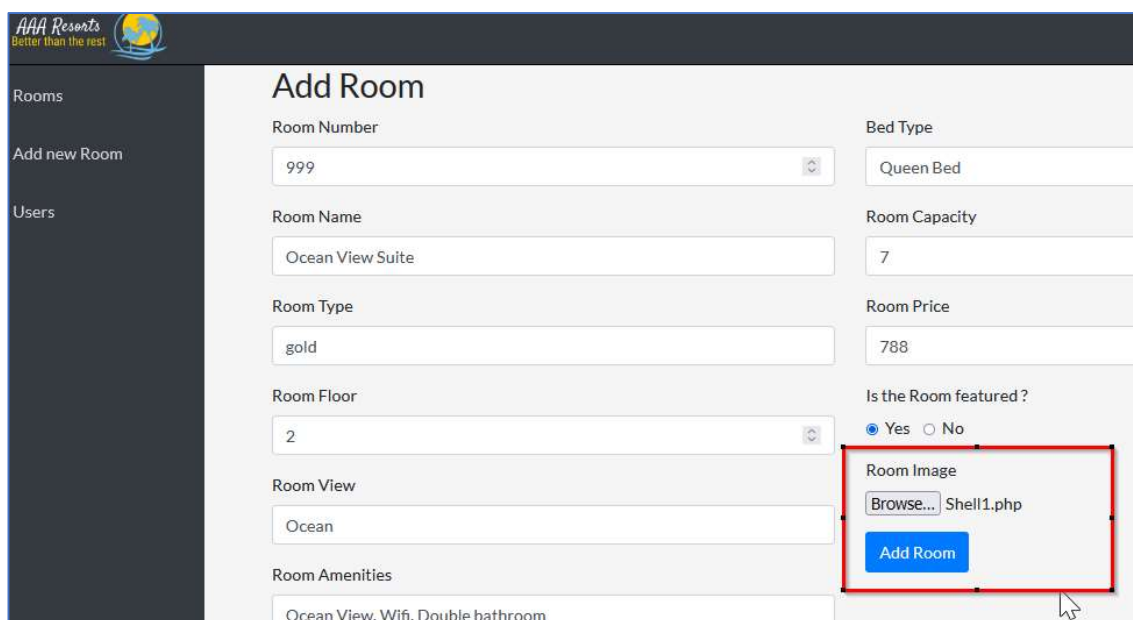 AAA Resorts
Better than the rest
Rooms
Add new Room
Users
Add Room
Room Number
999
Room Name
Ocean View Suite
Room Type
gold
Room Floor
2
Room View
Ocean
Room Amenities
Ocean View, Wifi, Double bathroom
Bed Type
Queen Bed
Room Capacity
7
Room Price
788
Is the Room featured ?
Yes No
Room Image
Browse... Shell1.php
Add Room